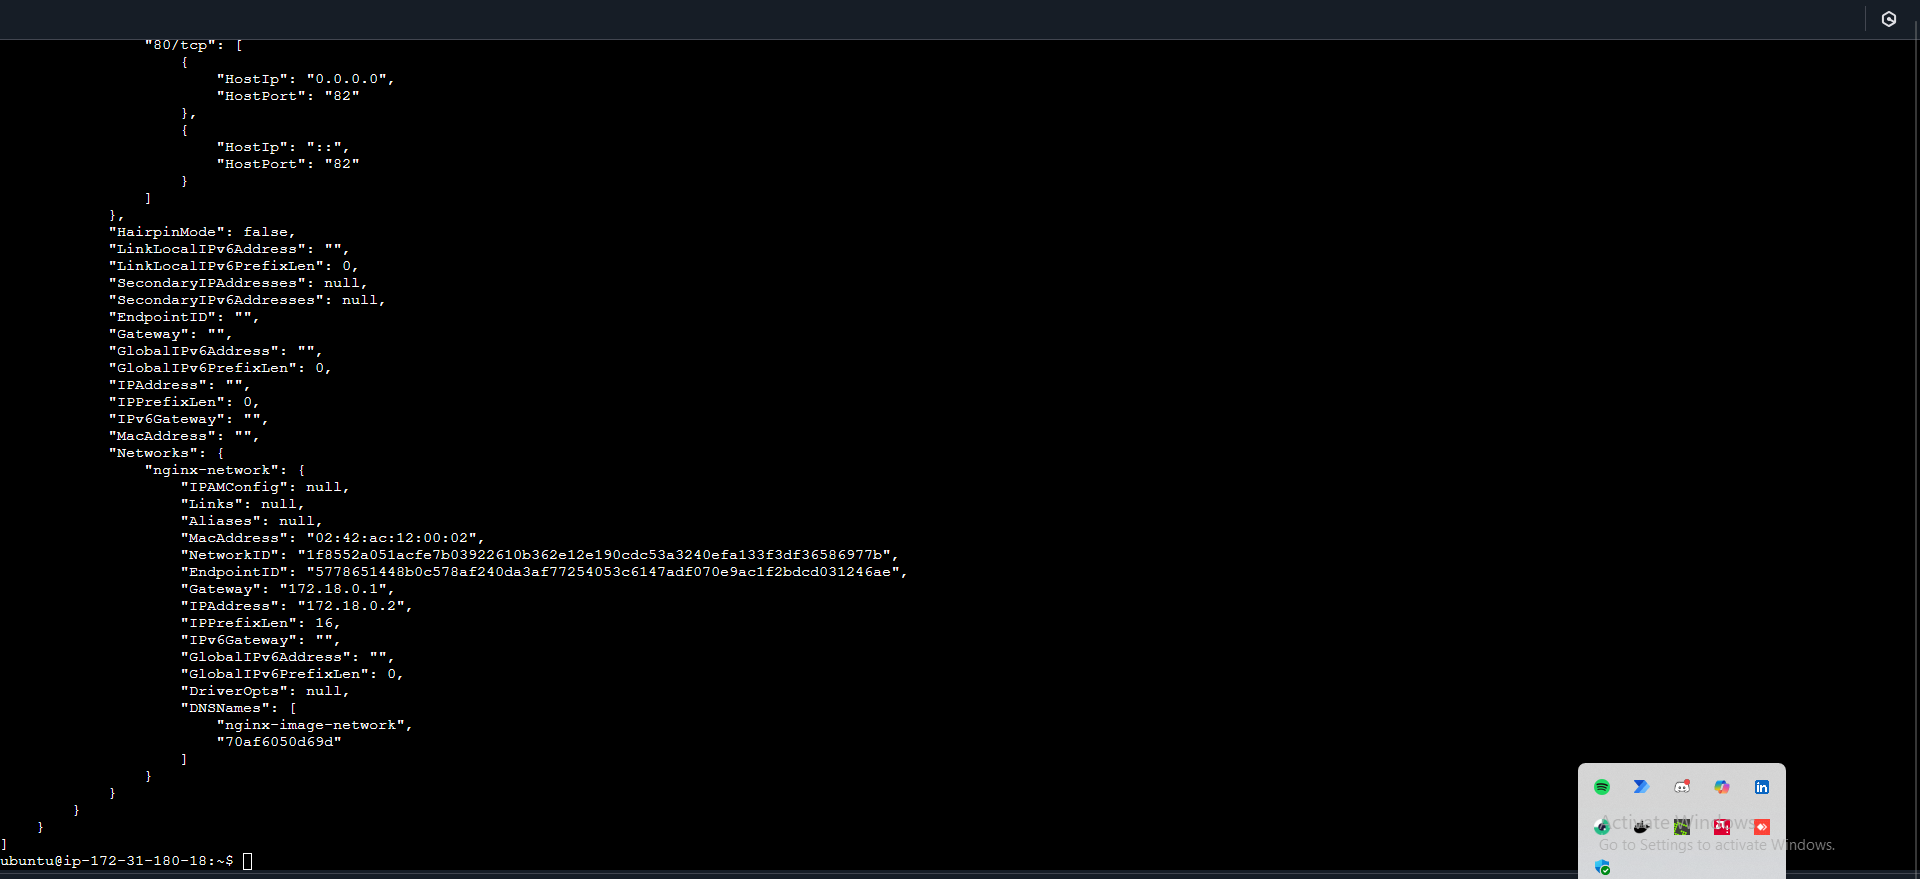 "80/tcp": [
{
"HostIp": "0.0.0.0",
"HostPort": "82"
},
{
"HostIp": "::",
"HostPort": "82"
}
]
},
"HairpinMode": false,
"LinkLocalIPv6Address": "",
"LinkLocalIPv6PrefixLen": 0,
"SecondaryIPAddresses": null,
"SecondaryIPv6Addresses": null,
"EndpointID": "",
"Gateway": "",
"GlobalIPv6Address": "",
"GlobalIPv6PrefixLen": 0,
"IPAddress": "",
"IPPrefixLen": 0,
"IPv6Gateway": "",
"MacAddress": "",
"Networks": {
"nginx-network": {
"IPAMConfig": null,
"Links": null,
"Aliases": null,
"MacAddress": "02:42:ac:12:00:02",
"NetworkID": "1f8552a051acfe7b03922610b362e12e190cdc53a3240efa133f3df36586977b",
"EndpointID": "5778651448b0c578af240da3af77254053c6147adf070e9ac1f2bdcd031246ae",
"Gateway": "172.18.0.1",
"IPAddress": "172.18.0.2",
"IPPrefixLen": 16,
"IPv6Gateway": "",
"GlobalIPv6Address": "",
"GlobalIPv6PrefixLen": 0,
"DriverOpts": null,
"DNSNames": [
"nginx-image-network",
"70af6050d69d"
]
}
}
}
}
]
ubuntu@ip-172-31-180-18:~$
in
Activate Windows
Go to Settings to activate Windows.